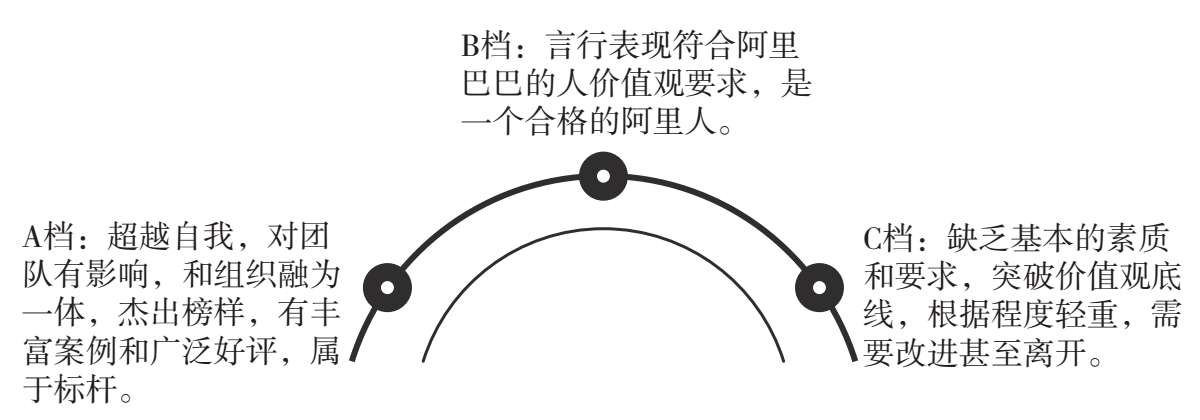 B档：言行表现符合阿里
巴巴的人价值观要求，是
一个合格的阿里人。
A档：超越自我，对团
队有影响，和组织融为
一体，杰出榜样，有丰
富案例和广泛好评，属
于标杆。
C档：缺乏基本的素质
和要求，突破价值观底
线，根据程度轻重，需
要改进甚至离开。